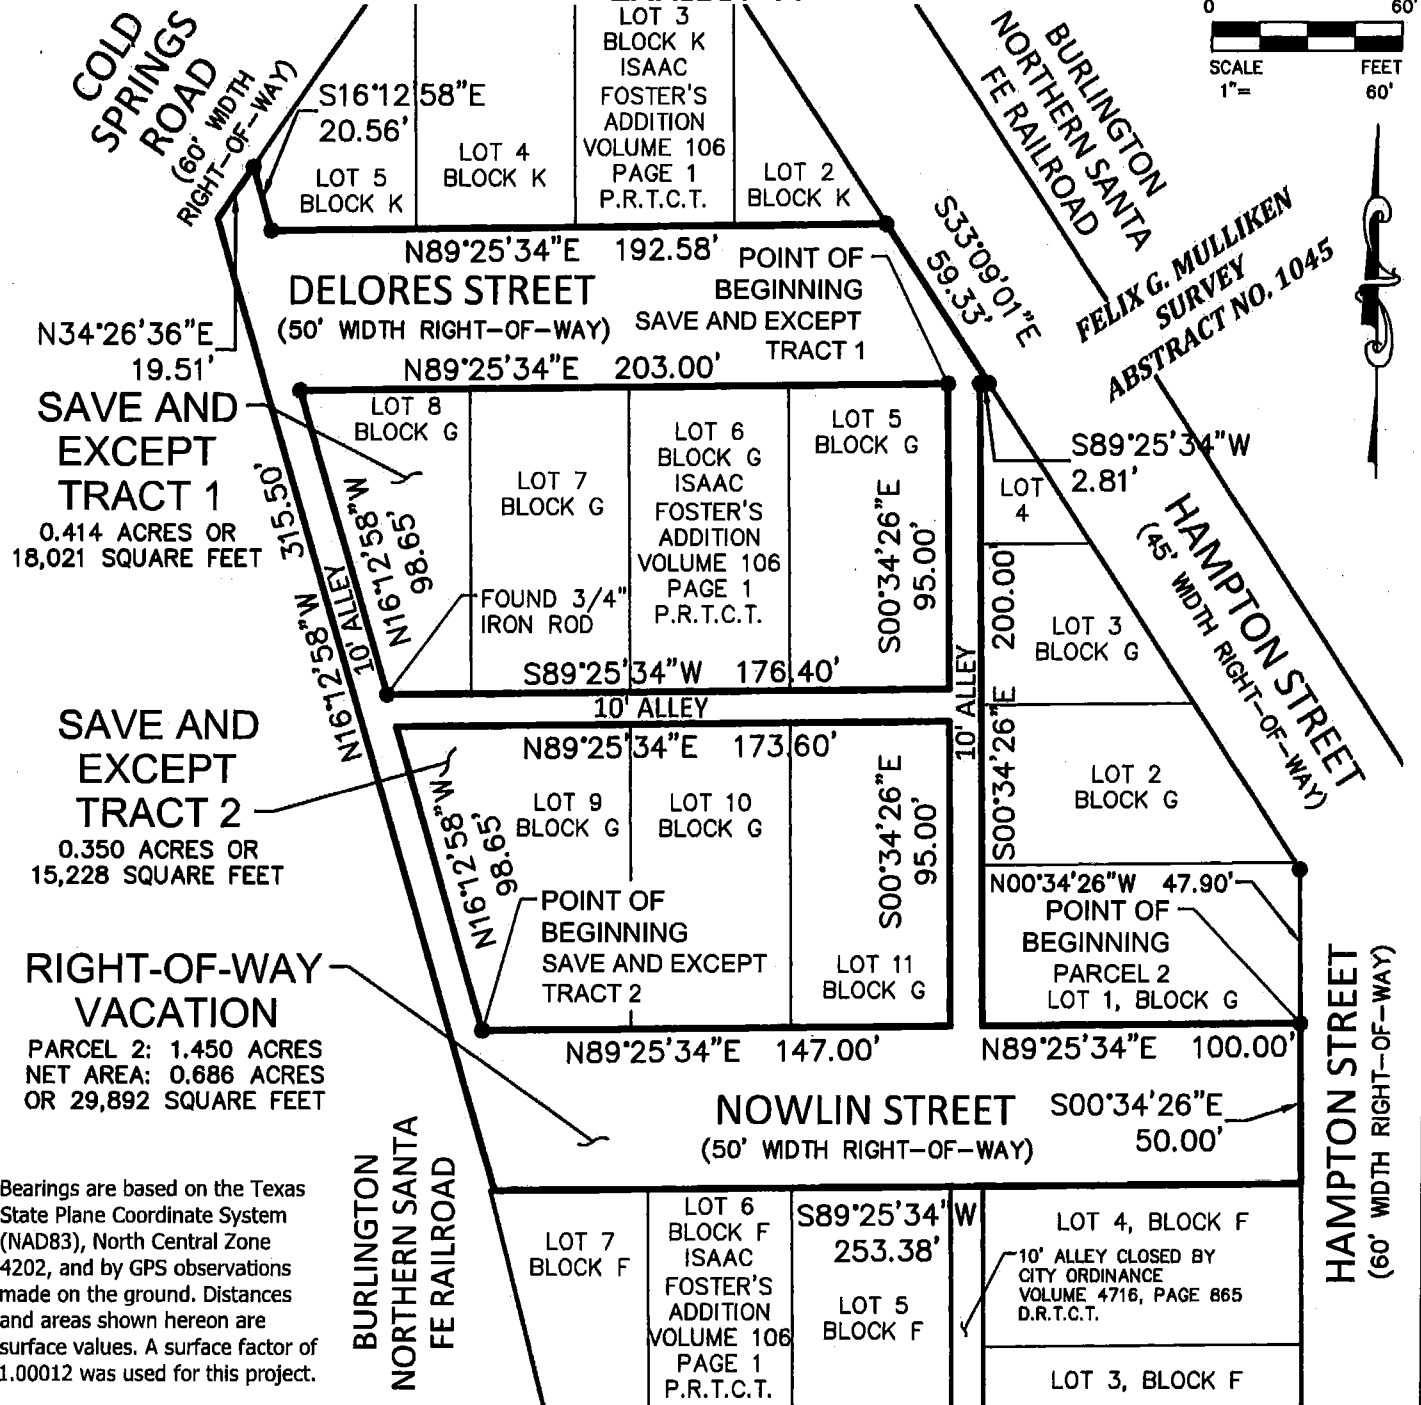 COLD
SPRINGS
ROAD
(60' WIDTH
RIGHT-OF-WAY)
S16°12'58"E
20.56'
LOT 5
BLOCK K
LOT 4
BLOCK K
LOT 3
BLOCK K
ISAAC
FOSTER'S
ADDITION
VOLUME 106
PAGE 1
P.R.T.C.T.
LOT 2
BLOCK K
BURLINGTON
NORTHERN SANTA
FE RAILROAD
0 60'
SCALE FEET
1"= 60'
FELIX G. MULLIKEN
SURVEY
ABSTRACT NO. 1045
S33°09'01"E
59.33'
N89°25'34"E 192.58'
DELORES STREET
(50' WIDTH RIGHT-OF-WAY)
N89°25'34"E 203.00'
POINT OF
BEGINNING
SAVE AND EXCEPT
TRACT 1
N34°26'36"E
19.51'
SAVE AND
EXCEPT
TRACT 1
0.414 ACRES OR
18,021 SQUARE FEET
N16°12'58"W 315.50'
10' ALLEY
N16°12'58"W
98.65'
LOT 8
BLOCK G
LOT 7
BLOCK G
LOT 6
BLOCK G
ISAAC
FOSTER'S
ADDITION
VOLUME 106
PAGE 1
P.R.T.C.T.
LOT 5
BLOCK G
S00°34'26"E
95.00'
FOUND 3/4"
IRON ROD
S89°25'34"W 176.40'
10' ALLEY
10' ALLEY
S89°25'34"W
2.81'
LOT
4
S00°34'26"E 200.00'
LOT 3
BLOCK G
LOT 2
BLOCK G
HAMPTON STREET
(45' WIDTH RIGHT-OF-WAY)
SAVE AND
EXCEPT
TRACT 2
0.350 ACRES OR
15,228 SQUARE FEET
N89°25'34"E 173.60'
N16°12'58"W
98.65'
LOT 9
BLOCK G
LOT 10
BLOCK G
S00°34'26"E
95.00'
POINT OF
BEGINNING
SAVE AND EXCEPT
TRACT 2
LOT 11
BLOCK G
N00°34'26"W 47.90'
POINT OF
BEGINNING
PARCEL 2
LOT 1, BLOCK G
RIGHT-OF-WAY
VACATION
PARCEL 2: 1.450 ACRES
NET AREA: 0.686 ACRES
OR 29,892 SQUARE FEET
N89°25'34"E 147.00'
N89°25'34"E 100.00'
NOWLIN STREET
(50' WIDTH RIGHT-OF-WAY)
S00°34'26"E
50.00'
HAMPTON STREET
(60' WIDTH RIGHT-OF-WAY)
Bearings are based on the Texas
State Plane Coordinate System
(NAD83), North Central Zone
4202, and by GPS observations
made on the ground. Distances
and areas shown hereon are
surface values. A surface factor of
1.00012 was used for this project.
BURLINGTON
NORTHERN SANTA
FE RAILROAD
LOT 7
BLOCK F
LOT 6
BLOCK F
ISAAC
FOSTER'S
ADDITION
VOLUME 106
PAGE 1
P.R.T.C.T.
S89°25'34"W
253.38'
LOT 5
BLOCK F
LOT 4, BLOCK F
10' ALLEY CLOSED BY
CITY ORDINANCE
VOLUME 4716, PAGE 865
D.R.T.C.T.
LOT 3, BLOCK F